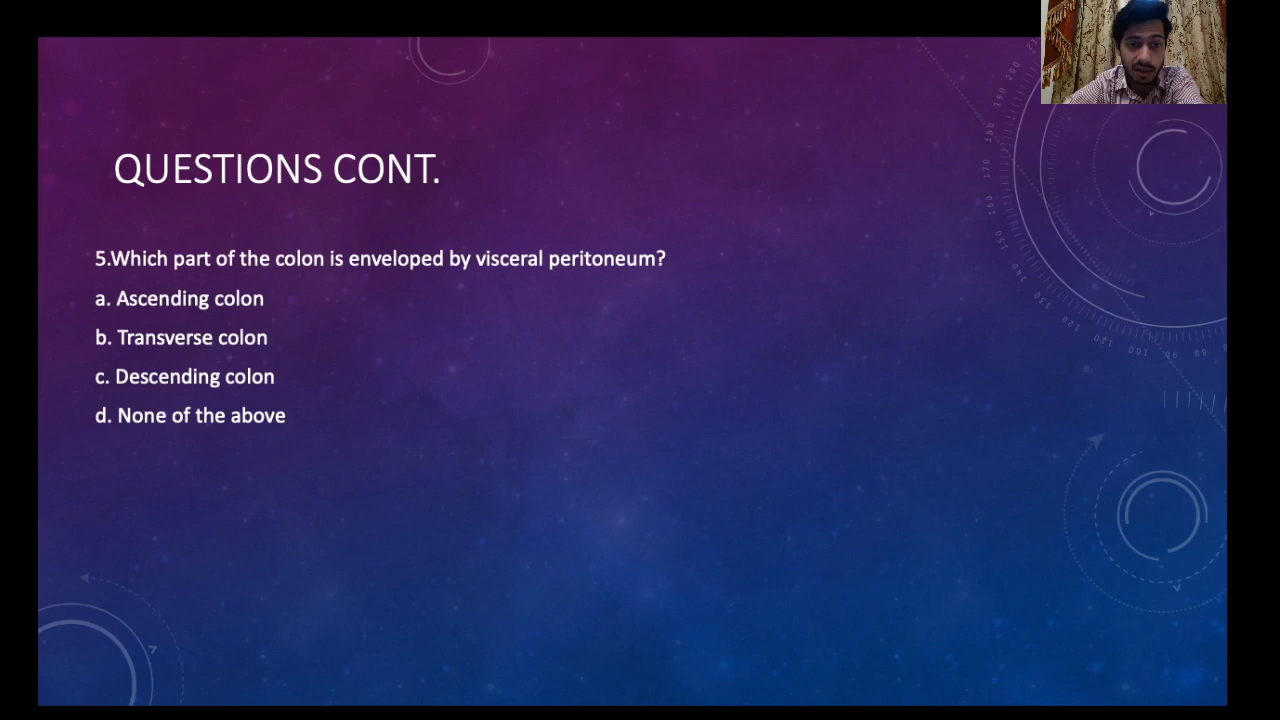 QUESTIONS CONT.
5.Which part of the colon is enveloped by visceral peritoneum?
a. Ascending colon
b. Transverse colon
c. Descending colon
d. None of the above